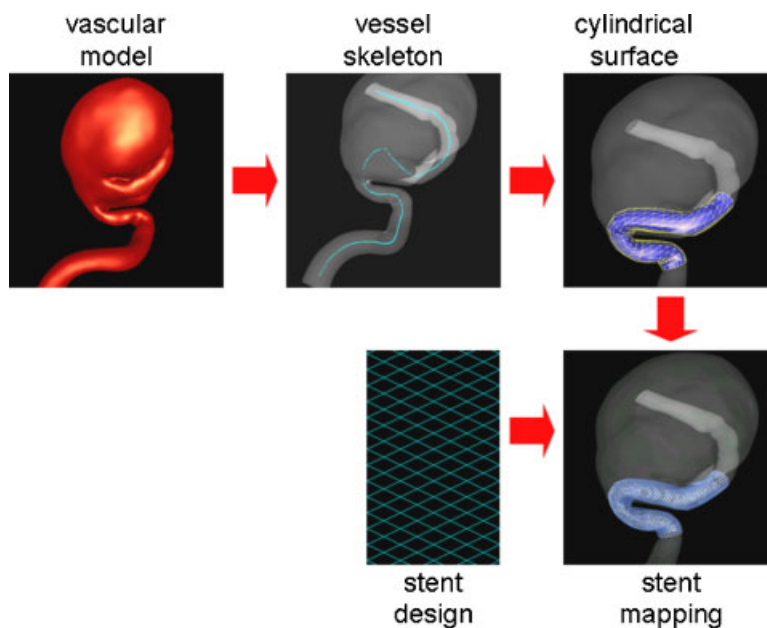 vascular
model
vessel
skeleton
cylindrical
surface
stent
design
stent
mapping